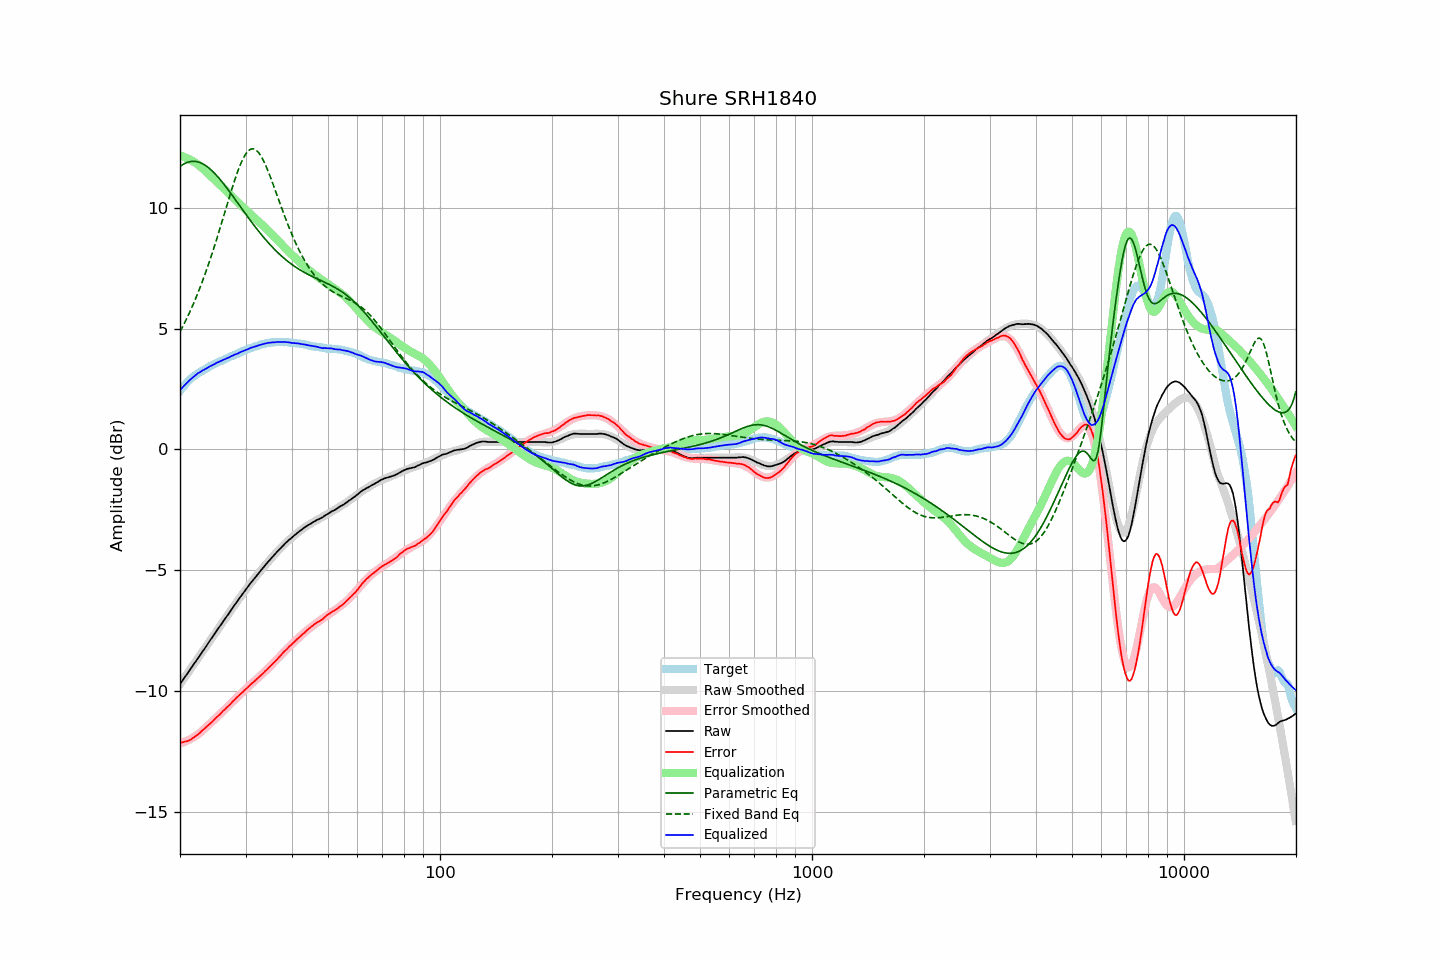 Shure SRH1840
Amplitude (dBr)
10
5
0
−5
−10
−15
100
1000
10000
Frequency (Hz)
Target
Raw Smoothed
Error Smoothed
Raw
Error
Equalization
Parametric Eq
Fixed Band Eq
Equalized